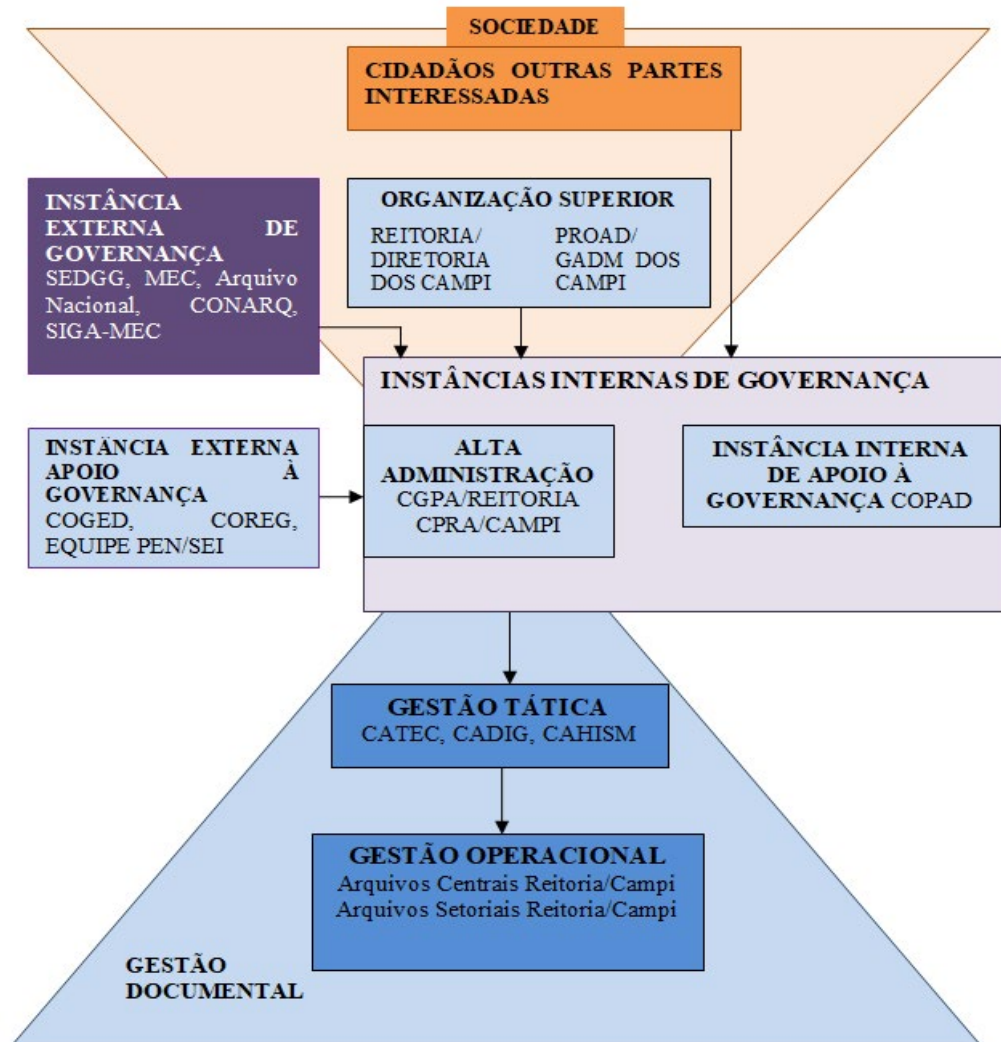 SOCIEDADE
CIDADÃOS OUTRAS PARTES
INTERESSADAS
INSTÂNCIA
EXTERNA DE
GOVERNANÇA
SEDGG, MEC, Arquivo
Nacional, CONARQ,
SIGA-MEC
ORGANIZAÇÃO SUPERIOR
REITORIA/
DIRETORIA
DOS CAMPI
PROAD/
GADM DOS
CAMPI
INSTÂNCIAS INTERNAS DE GOVERNANÇA
INSTÂNCIA EXTERNA
APOIO À
GOVERNANÇA
COGED, COREG,
EQUIPE PEN/SEI
ALTA
ADMINISTRAÇÃO
CGPA/REITORIA
CPRA/CAMPI
INSTÂNCIA INTERNA
DE APOIO À
GOVERNANÇA COPAD
GESTÃO TÁTICA
CATEC, CADIG, CAHISM
GESTÃO OPERACIONAL
Arquivos Centrais Reitoria/Campi
Arquivos Setoriais Reitoria/Campi
GESTÃO
DOCUMENTAL